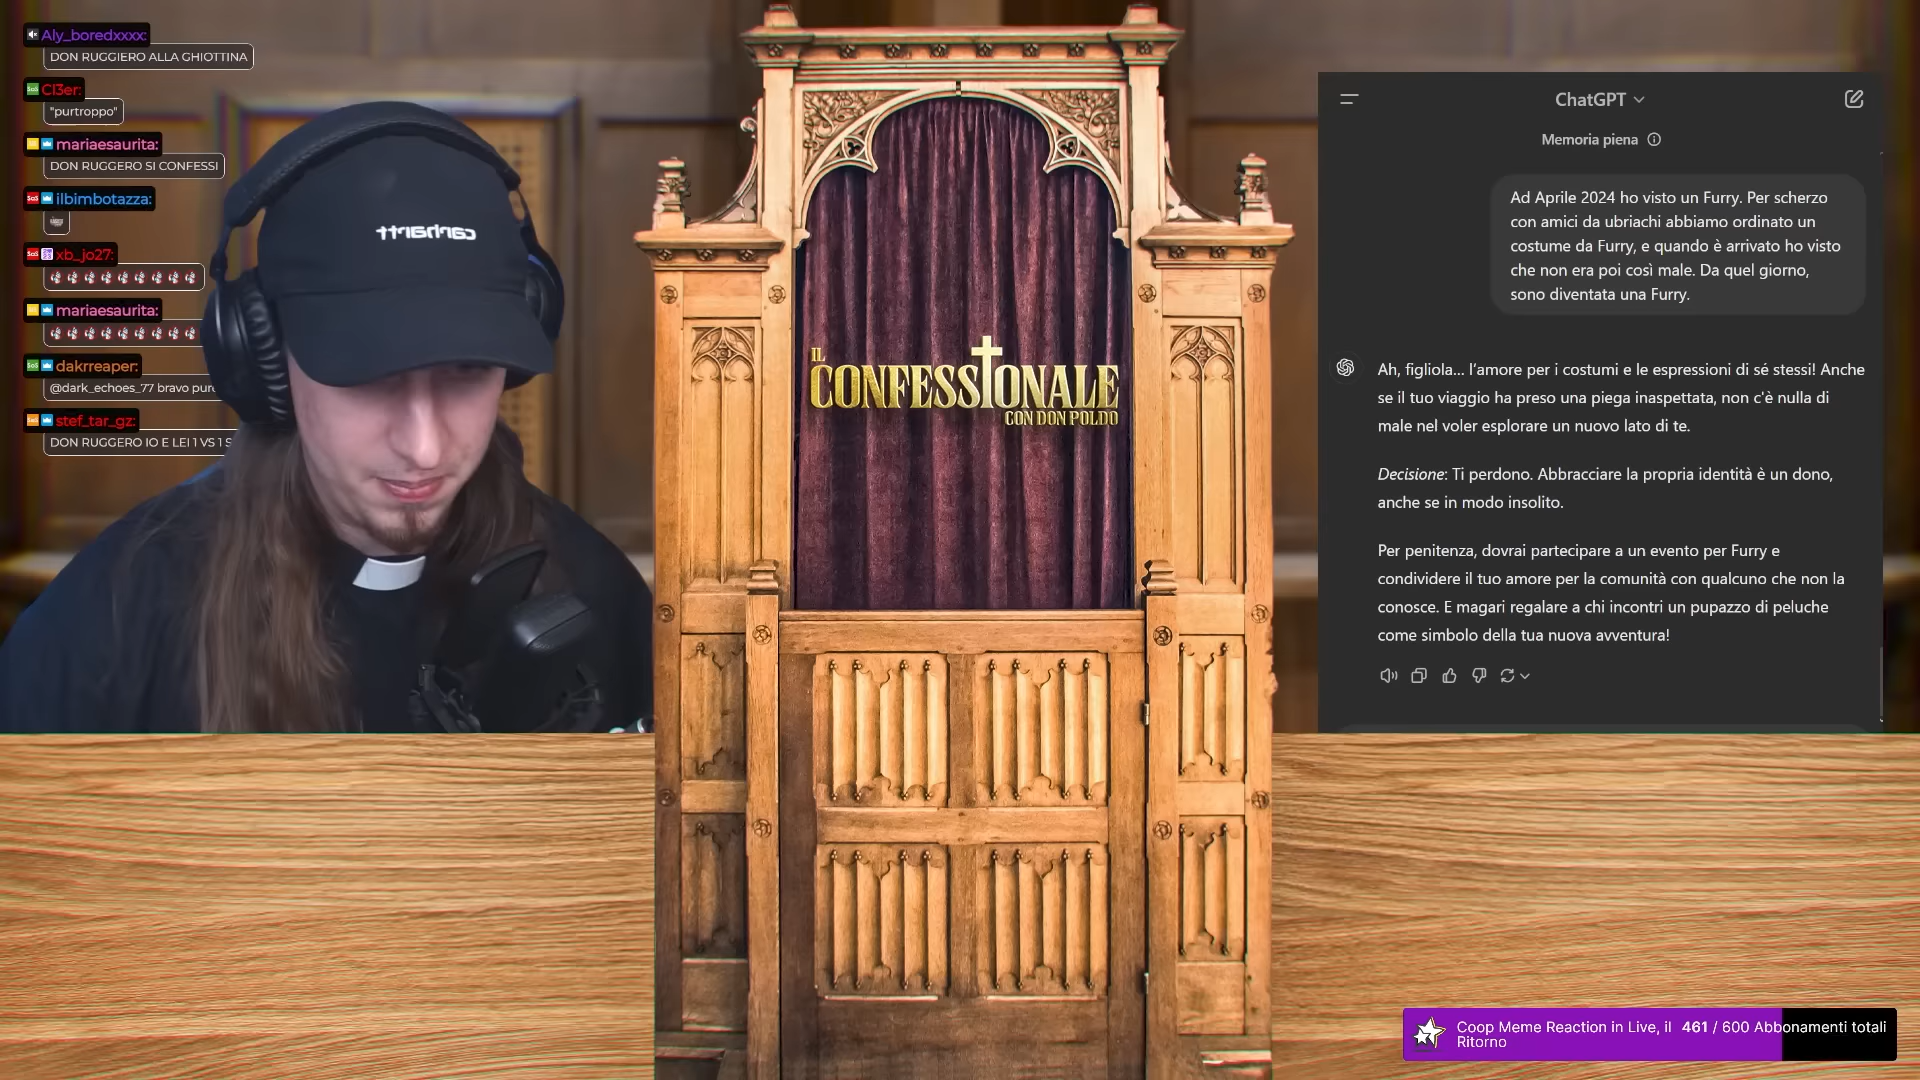 Aly_boredxxxx:
DON RUGGIERO ALLA GHIOTTINA
Cl3er:
"purtroppo"
mariaesaurita:
DON RUGGERO SI CONFESSI
ilbimbotazza:
xb_jo27:
mariaesaurita:
dakrreaper:
@dark_echoes_77 bravo pure
stef_tar_gz:
DON RUGGERO IO E LEI 1 VS 1 S
carhartt
IL
CONFESSIONALE
CON DON POLDO
ChatGPT
Memoria piena
Ad Aprile 2024 ho visto un Furry. Per scherzo
con amici da ubriachi abbiamo ordinato un
costume da Furry, e quando è arrivato ho visto
che non era poi così male. Da quel giorno,
sono diventata una Furry.
Ah, figliola... l'amore per i costumi e le espressioni di sé stessi! Anche
se il tuo viaggio ha preso una piega inaspettata, non c'è nulla di
male nel voler esplorare un nuovo lato di te.
Decisione: Ti perdono. Abbracciare la propria identità è un dono,
anche se in modo insolito.
Per penitenza, dovrai partecipare a un evento per Furry e
condividere il tuo amore per la comunità con qualcuno che non la
conosce. E magari regalare a chi incontri un pupazzo di peluche
come simbolo della tua nuova avventura!
Coop Meme Reaction in Live, il 461 / 600 Abbonamenti totali
Ritorno